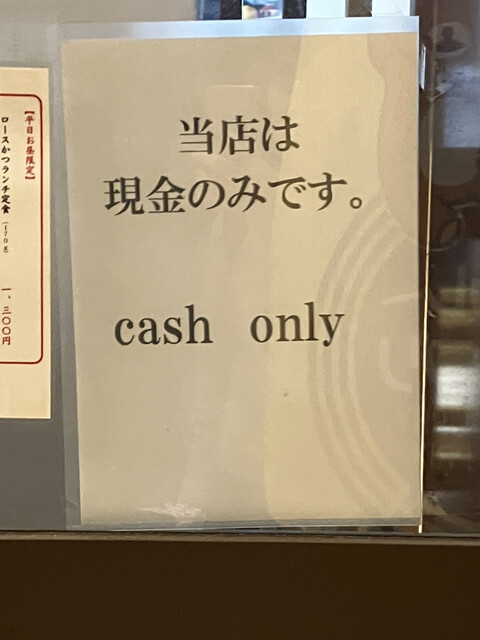 当店は
現金のみです。
cash only
【平日お昼限定】
ロースかつランチ定食
一、三〇〇円